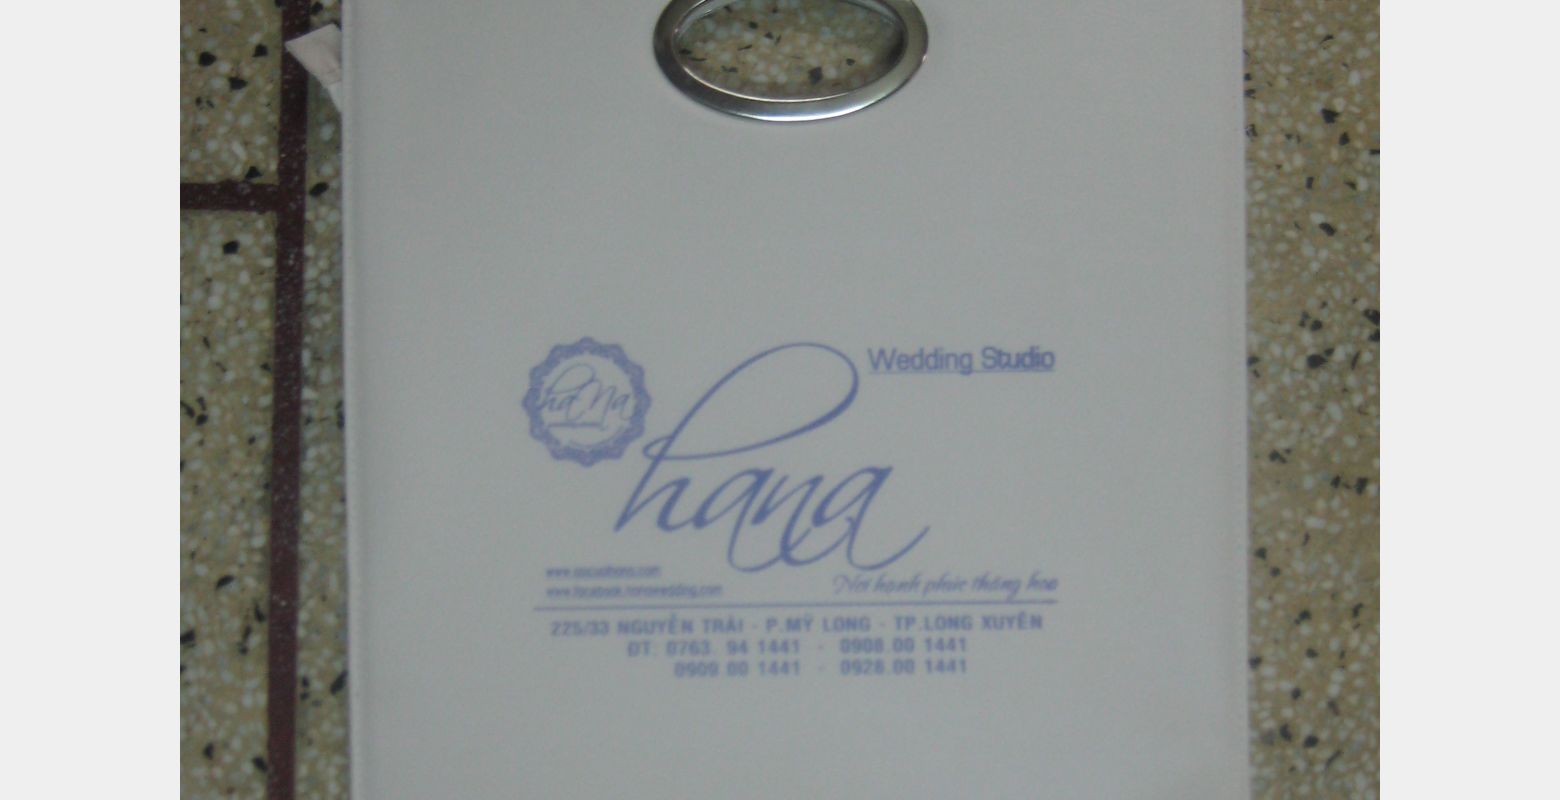 Wedding Studio
haNa
hana
Nơi hạnh phúc thăng hoa
225/33 NGUYỄN TRÃI - P.MỸ LONG - TP.LONG XUYÊN
ĐT: 0763. 94 1441 - 0908.00 1441
0909.00 1441 - 0928.00 1441